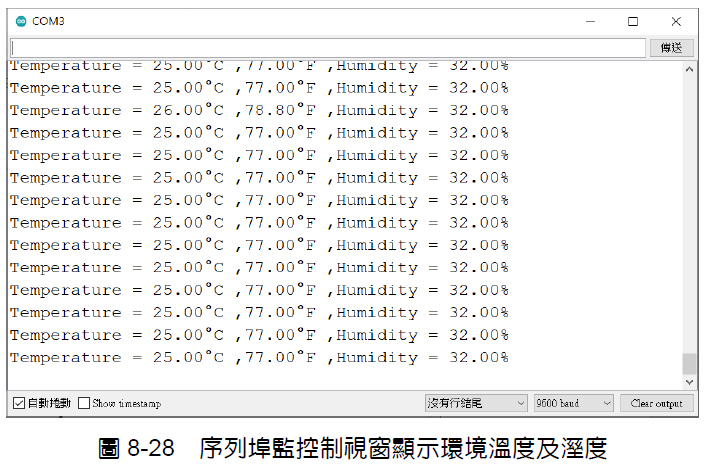 COM3
傳送
Temperature = 25.00°C ,77.00°F ,Humidity = 32.00%
Temperature = 25.00°C ,77.00°F ,Humidity = 32.00%
Temperature = 26.00°C ,78.80°F ,Humidity = 32.00%
Temperature = 25.00°C ,77.00°F ,Humidity = 32.00%
Temperature = 25.00°C ,77.00°F ,Humidity = 32.00%
Temperature = 25.00°C ,77.00°F ,Humidity = 32.00%
Temperature = 25.00°C ,77.00°F ,Humidity = 32.00%
Temperature = 25.00°C ,77.00°F ,Humidity = 32.00%
Temperature = 25.00°C ,77.00°F ,Humidity = 32.00%
Temperature = 25.00°C ,77.00°F ,Humidity = 32.00%
Temperature = 25.00°C ,77.00°F ,Humidity = 32.00%
Temperature = 25.00°C ,77.00°F ,Humidity = 32.00%
Temperature = 25.00°C ,77.00°F ,Humidity = 32.00%
Temperature = 25.00°C ,77.00°F ,Humidity = 32.00%
自動捲動 Show timestamp 沒有行結尾 9600 baud Clear output
圖 8-28 序列埠監控制視窗顯示環境溫度及溼度